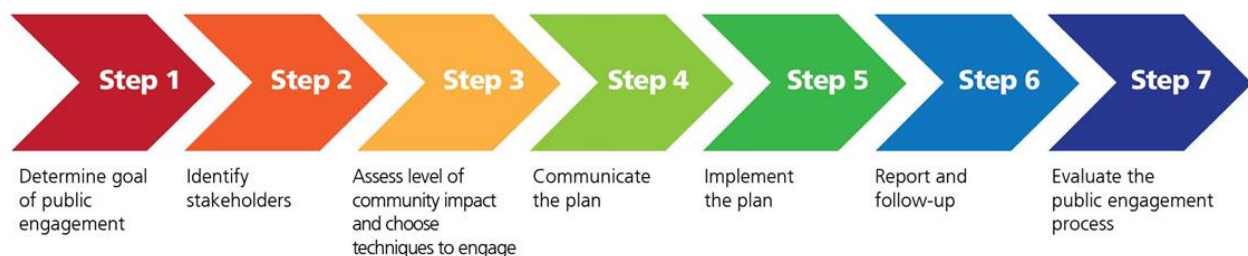 Step 1
Step 2
Step 3
Step 4
Step 5
Step 6
Step 7
Determine goal
of public
engagement
Identify
stakeholders
Assess level of
community impact
and choose
techniques to engage
Communicate
the plan
Implement
the plan
Report and
follow-up
Evaluate the
public engagement
process